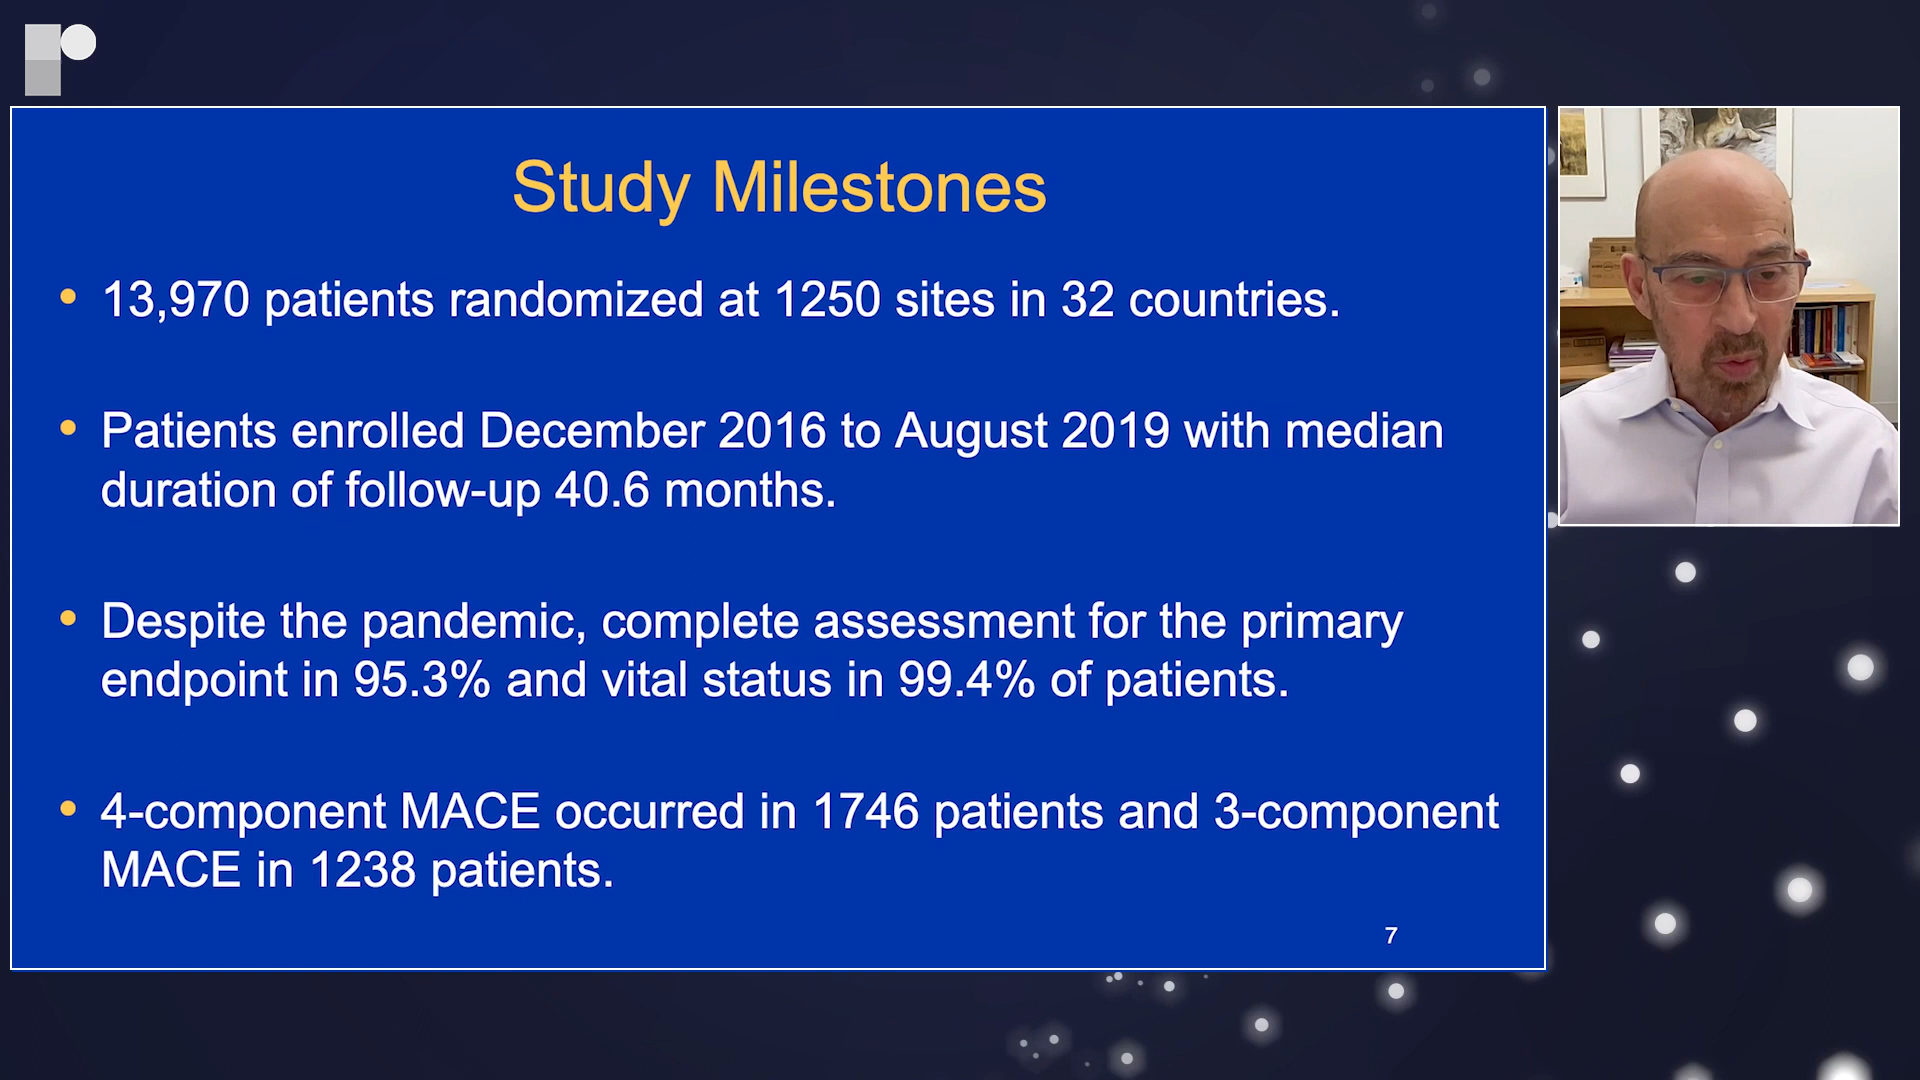 Study Milestones
• 13,970 patients randomized at 1250 sites in 32 countries.
• Patients enrolled December 2016 to August 2019 with median
duration of follow-up 40.6 months.
• Despite the pandemic, complete assessment for the primary
endpoint in 95.3% and vital status in 99.4% of patients.
• 4-component MACE occurred in 1746 patients and 3-component
MACE in 1238 patients.
7